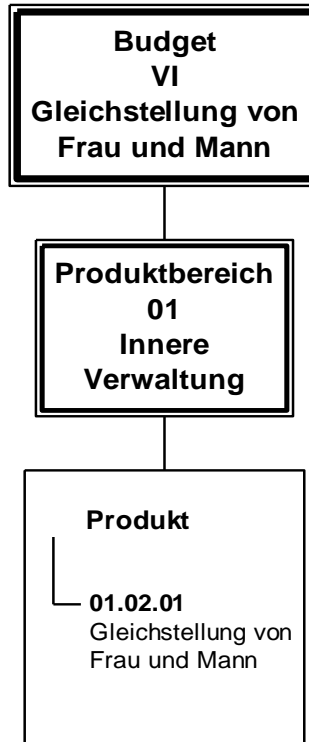 Budget
VI
Gleichstellung von
Frau und Mann
Produktbereich
01
Innere
Verwaltung
Produkt
01.02.01
Gleichstellung von
Frau und Mann